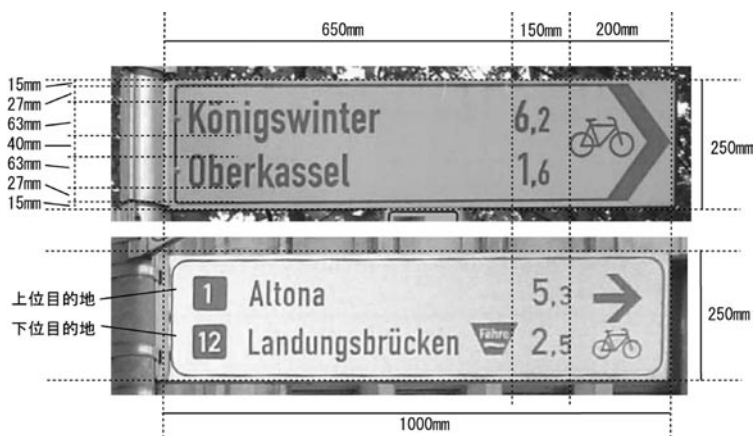 650mm 150mm 200mm
15mm
27mm
63mm
40mm
63mm
27mm
15mm
Königswinter 6,2
Oberkassel 1,6
250mm
上位目的地
下位目的地
1 Altona 5,3
12 Landungsbrücken Fähre 2,5
250mm
1000mm